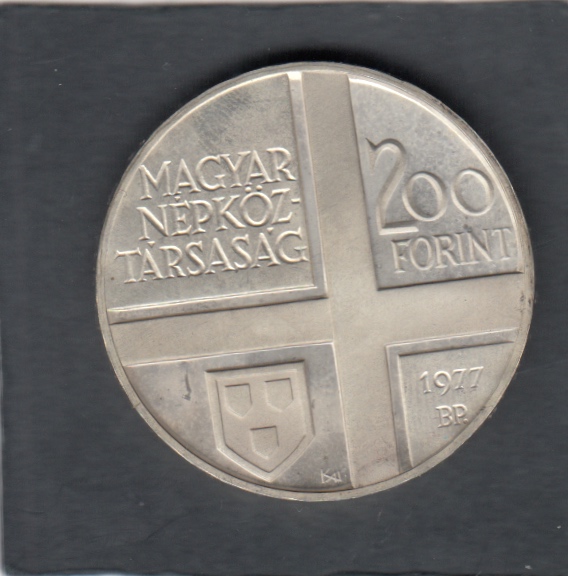 MAGYAR
NÉPKÖZ-
TÁRSASÁG
200
FORINT
1977
BP.